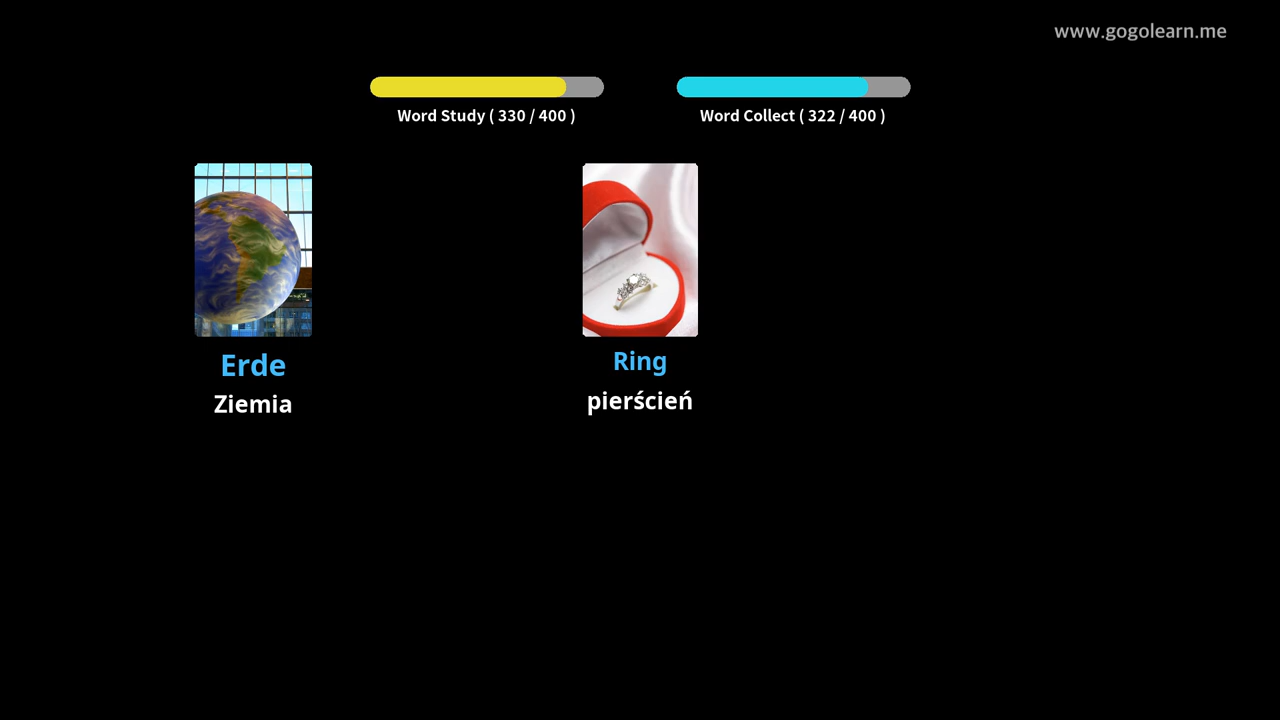 www.gogolearn.me
Word Study ( 330 / 400 )
Word Collect ( 322 / 400 )
Erde
Ziemia
Ring
pierścień